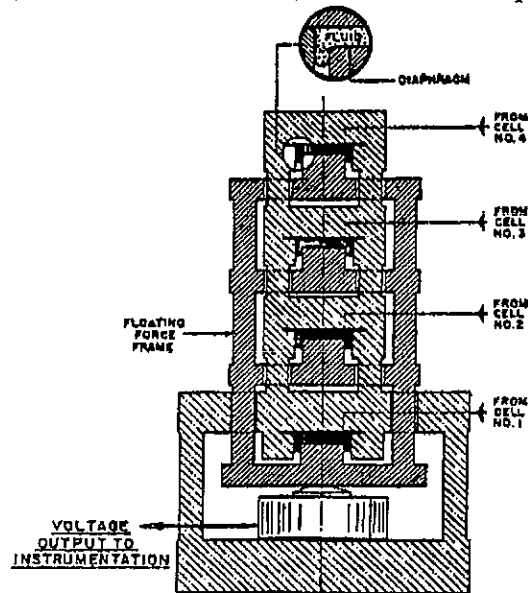 FLUID
DIAPHRAGM
FROM
CELL
NO. 4
FROM
CELL
NO. 3
FROM
CELL
NO. 2
FLOATING
FORCE
FRAME
FROM
CELL
NO. 1
VOLTAGE
OUTPUT TO
INSTRUMENTATION